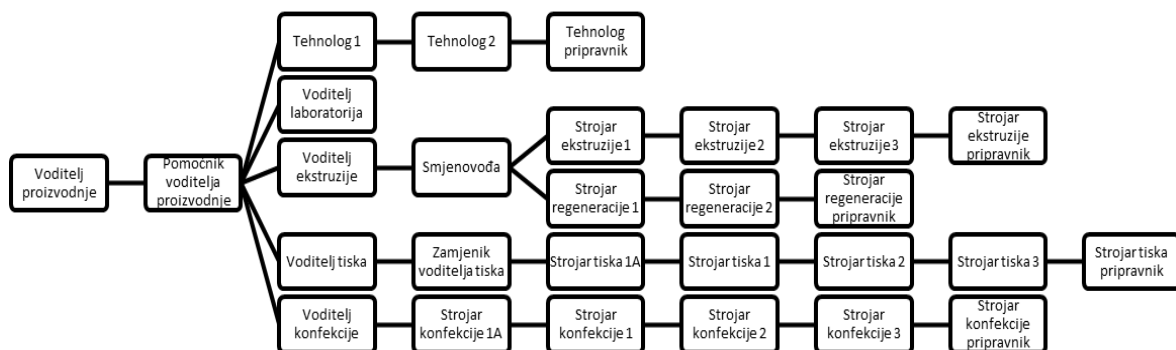 Tehnolog 1
Tehnolog 2
Tehnolog
pripravnik
Voditelj
laboratorija
Voditelj
proizvodnje
Pomoćnik
voditelja
proizvodnje
Voditelj
ekstruzije
Smjenovođa
Strojar
ekstruzije 1
Strojar
ekstruzije 2
Strojar
ekstruzije 3
Strojar
ekstruzije
pripravnik
Strojar
regeneracije 1
Strojar
regeneracije 2
Strojar
regeneracije
pripravnik
Voditelj tiska
Zamjenik
voditelja tiska
Strojar tiska 1A
Strojar tiska 1
Strojar tiska 2
Strojar tiska 3
Strojar tiska
pripravnik
Voditelj
konfekcije
Strojar
konfekcije 1A
Strojar
konfekcije 1
Strojar
konfekcije 2
Strojar
konfekcije 3
Strojar
konfekcije
pripravnik